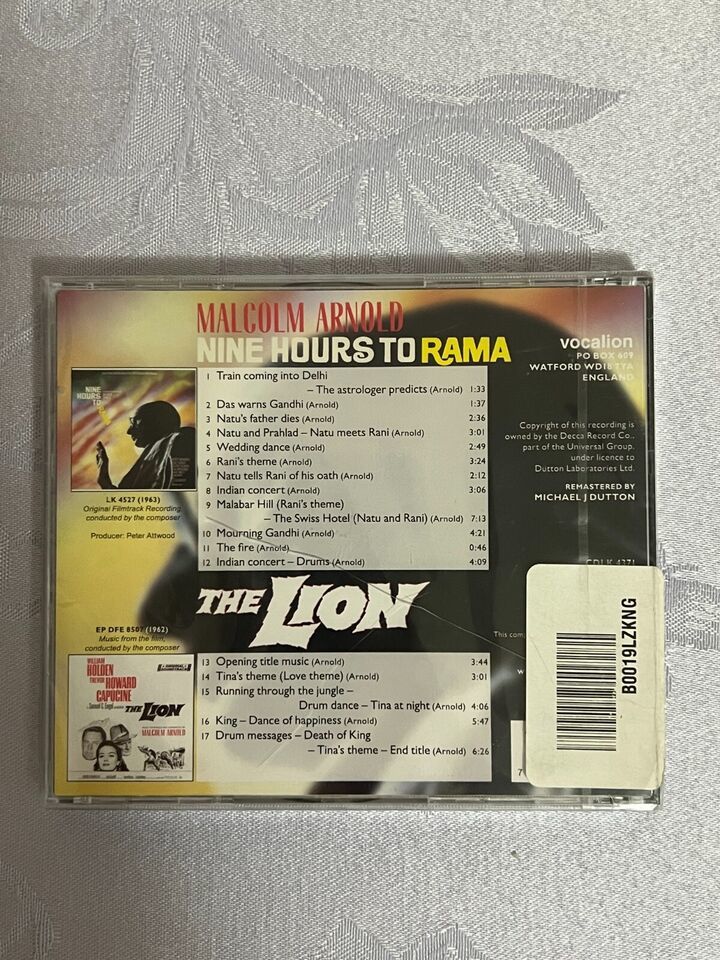 MALCOLM ARNOLD
NINE HOURS TO RAMA
1 Train coming into Delhi
– The astrologer predicts (Arnold) 1:33
2 Das warns Gandhi (Arnold) 1:37
3 Natu's father dies (Arnold) 2:36
4 Natu and Prahlad – Natu meets Rani (Arnold) 3:01
5 Wedding dance (Arnold) 2:49
6 Rani's theme (Arnold) 3:24
7 Natu tells Rani of his oath (Arnold) 2:12
8 Indian concert (Arnold) 3:06
9 Malabar Hill (Rani's theme)
– The Swiss Hotel (Natu and Rani) (Arnold) 7:13
10 Mourning Gandhi (Arnold) 4:21
11 The fire (Arnold) 0:46
12 Indian concert – Drums (Arnold) 4:09
NINE
HOURS
TO
RAMA
LK 4527 (1963)
Original Filmtrack Recording
conducted by the composer
Producer: Peter Attwood
vocalion
PO BOX 609
WATFORD WD18 7YA
ENGLAND
Copyright of this recording is
owned by the Decca Record Co.,
part of the Universal Group,
under licence to
Dutton Laboratories Ltd.
REMASTERED BY
MICHAEL J DUTTON
CDLK 4371
THE LION
EP DFE 8507 (1962)
Music from the film,
conducted by the composer
WILLIAM
HOLDEN
TREVOR
HOWARD
CAPUCINE
THE LION
MALCOLM ARNOLD
13 Opening title music (Arnold) 3:44
14 Tina's theme (Love theme) (Arnold) 3:01
15 Running through the jungle –
Drum dance – Tina at night (Arnold) 4:06
16 King – Dance of happiness (Arnold) 5:47
17 Drum messages – Death of King
– Tina's theme – End title (Arnold) 6:26
This com
w
7
B0019LZKNG